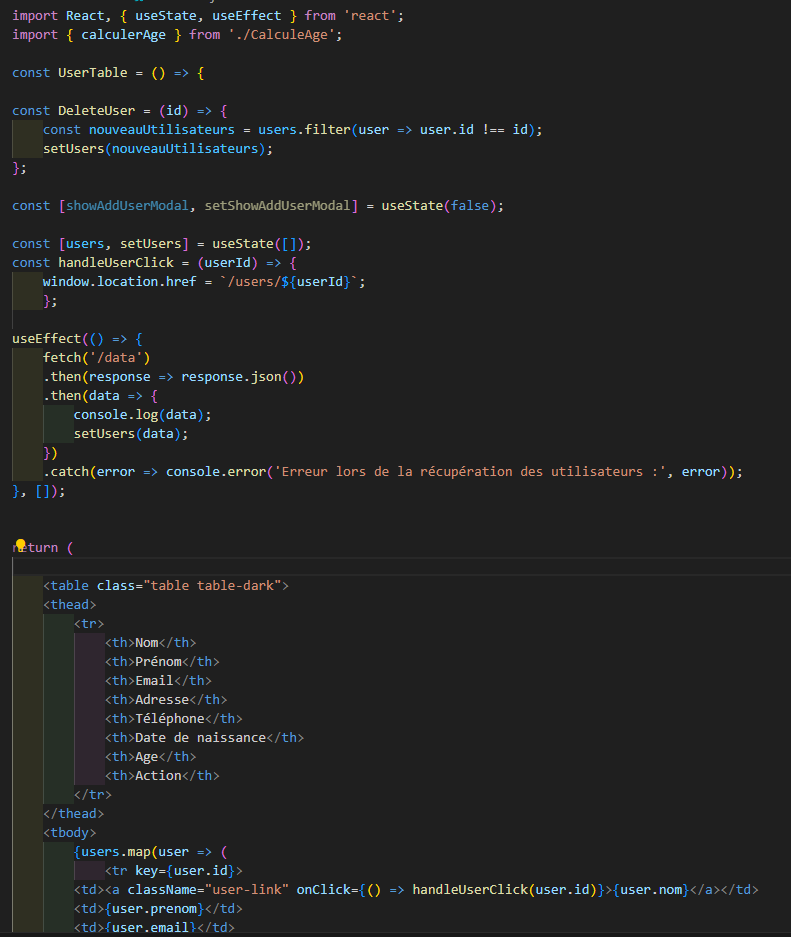 import React, { useState, useEffect } from 'react';
import { calculerAge } from './CalculeAge';
const UserTable = () => {
const DeleteUser = (id) => {
const nouveauUtilisateurs = users.filter(user => user.id !== id);
setUsers(nouveauUtilisateurs);
};
const [showAddUserModal, setShowAddUserModal] = useState(false);
const [users, setUsers] = useState([]);
const handleUserClick = (userId) => {
window.location.href = `/users/${userId}`;
};
useEffect(() => {
fetch('/data')
.then(response => response.json())
.then(data => {
console.log(data);
setUsers(data);
})
.catch(error => console.error('Erreur lors de la récupération des utilisateurs :', error));
}, []);
return (
<table class="table table-dark">
<thead>
<tr>
<th>Nom</th>
<th>Prénom</th>
<th>Email</th>
<th>Adresse</th>
<th>Téléphone</th>
<th>Date de naissance</th>
<th>Age</th>
<th>Action</th>
</tr>
</thead>
<tbody>
{users.map(user => (
<tr key={user.id}>
<td><a className="user-link" onClick={() => handleUserClick(user.id)}>{user.nom}</a></td>
<td>{user.prenom}</td>
<td>{user.email}</td>